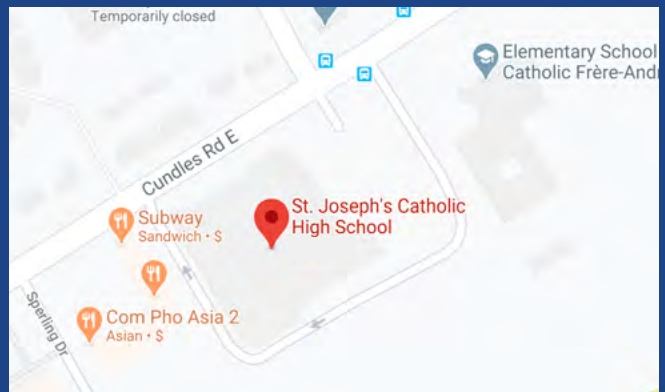 Temporarily closed
Elementary School
Catholic Frère-And
Cundles Rd E
St. Joseph's Catholic
High School
Subway
Sandwich • $
Com Pho Asia 2
Asian • $
Sperling Dr